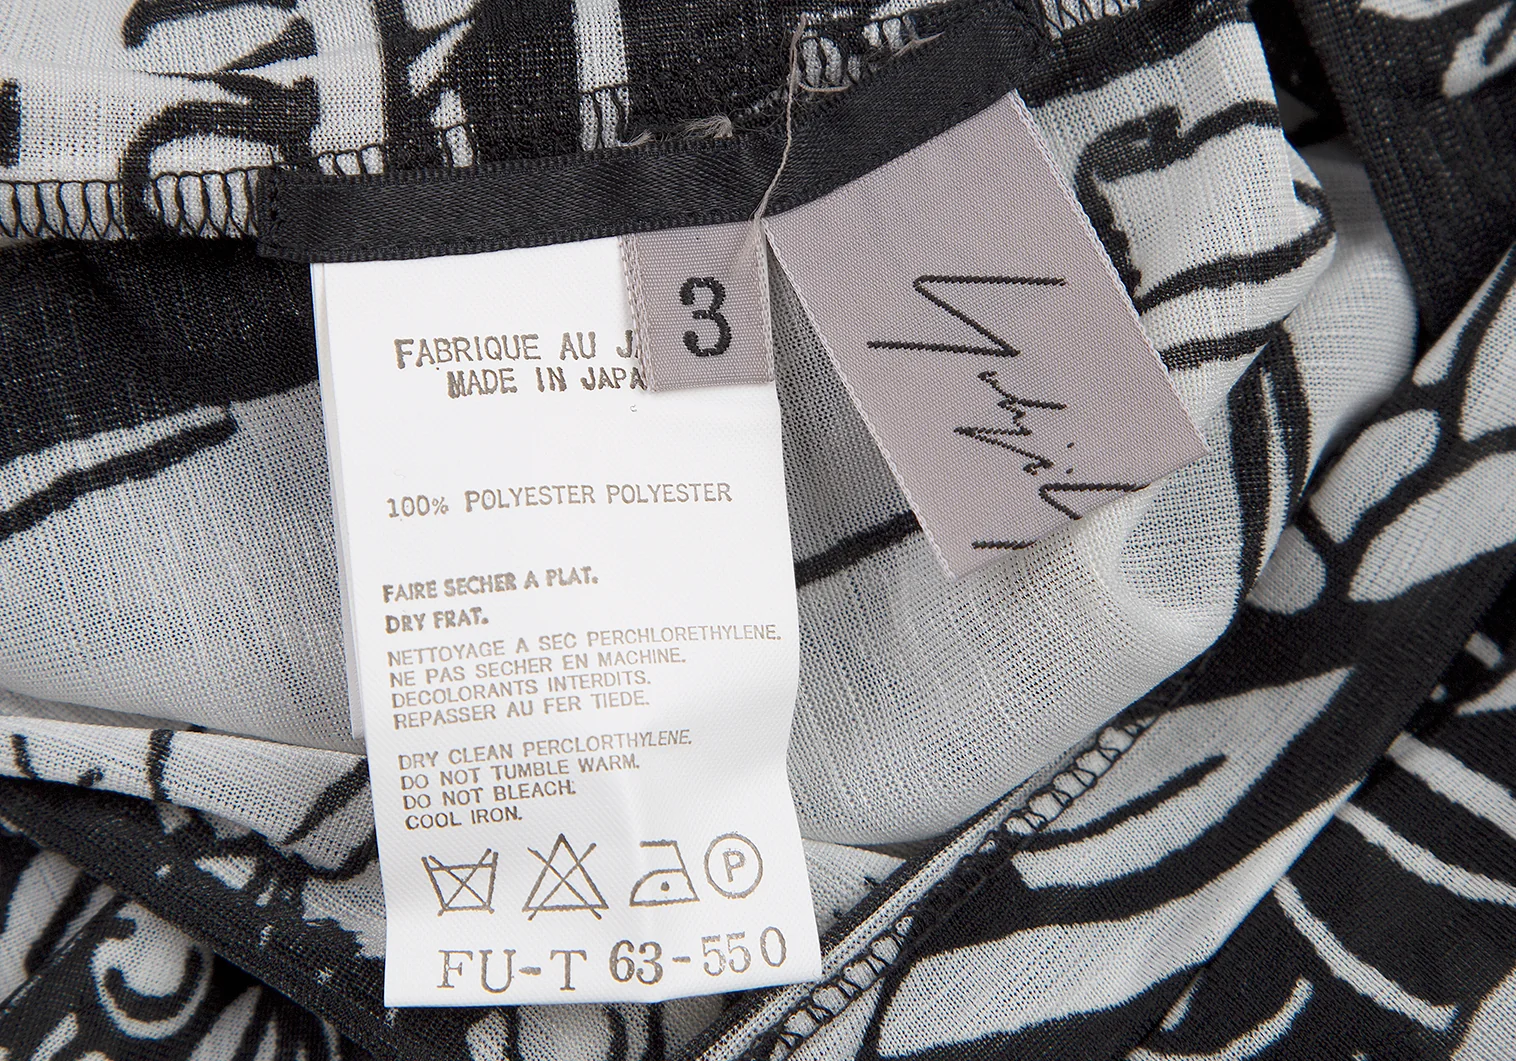 3
FABRIQUE AU JA
MADE IN JAPA
100% POLYESTER POLYESTER
FAIRE SECHER A PLAT.
DRY FRAT.
NETTOYAGE A SEC PERCHLORETHYLENE.
NE PAS SECHER EN MACHINE.
DECOLORANTS INTERDITS.
REPASSER AU FER TIEDE.
DRY CLEAN PERCLORTHYLENE.
DO NOT TUMBLE WARM.
DO NOT BLEACH.
COOL IRON.
P
FU-T 63-550